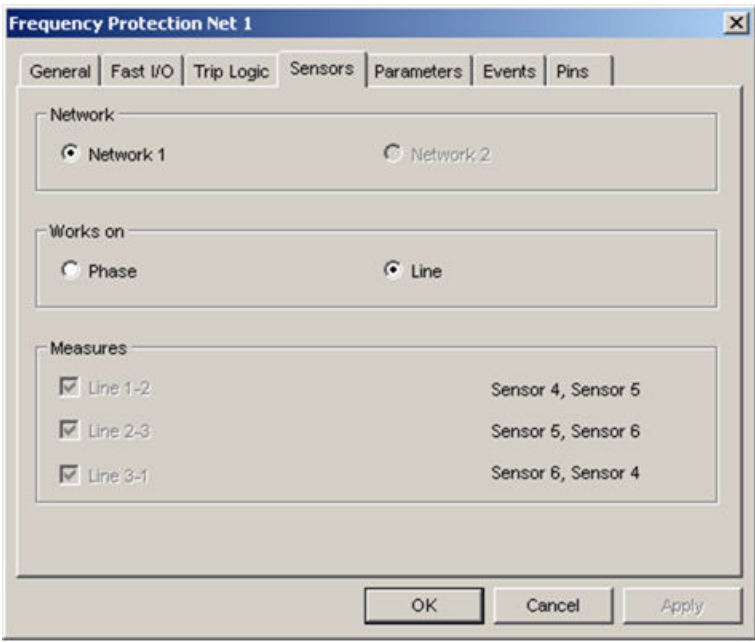 Frequency Protection Net 1
General Fast I/O Trip Logic Sensors Parameters Events Pins
Network
Network 1 Network 2
Works on
Phase Line
Measures
Line 1-2 Sensor 4, Sensor 5
Line 2-3 Sensor 5, Sensor 6
Line 3-1 Sensor 6, Sensor 4
OK Cancel Apply